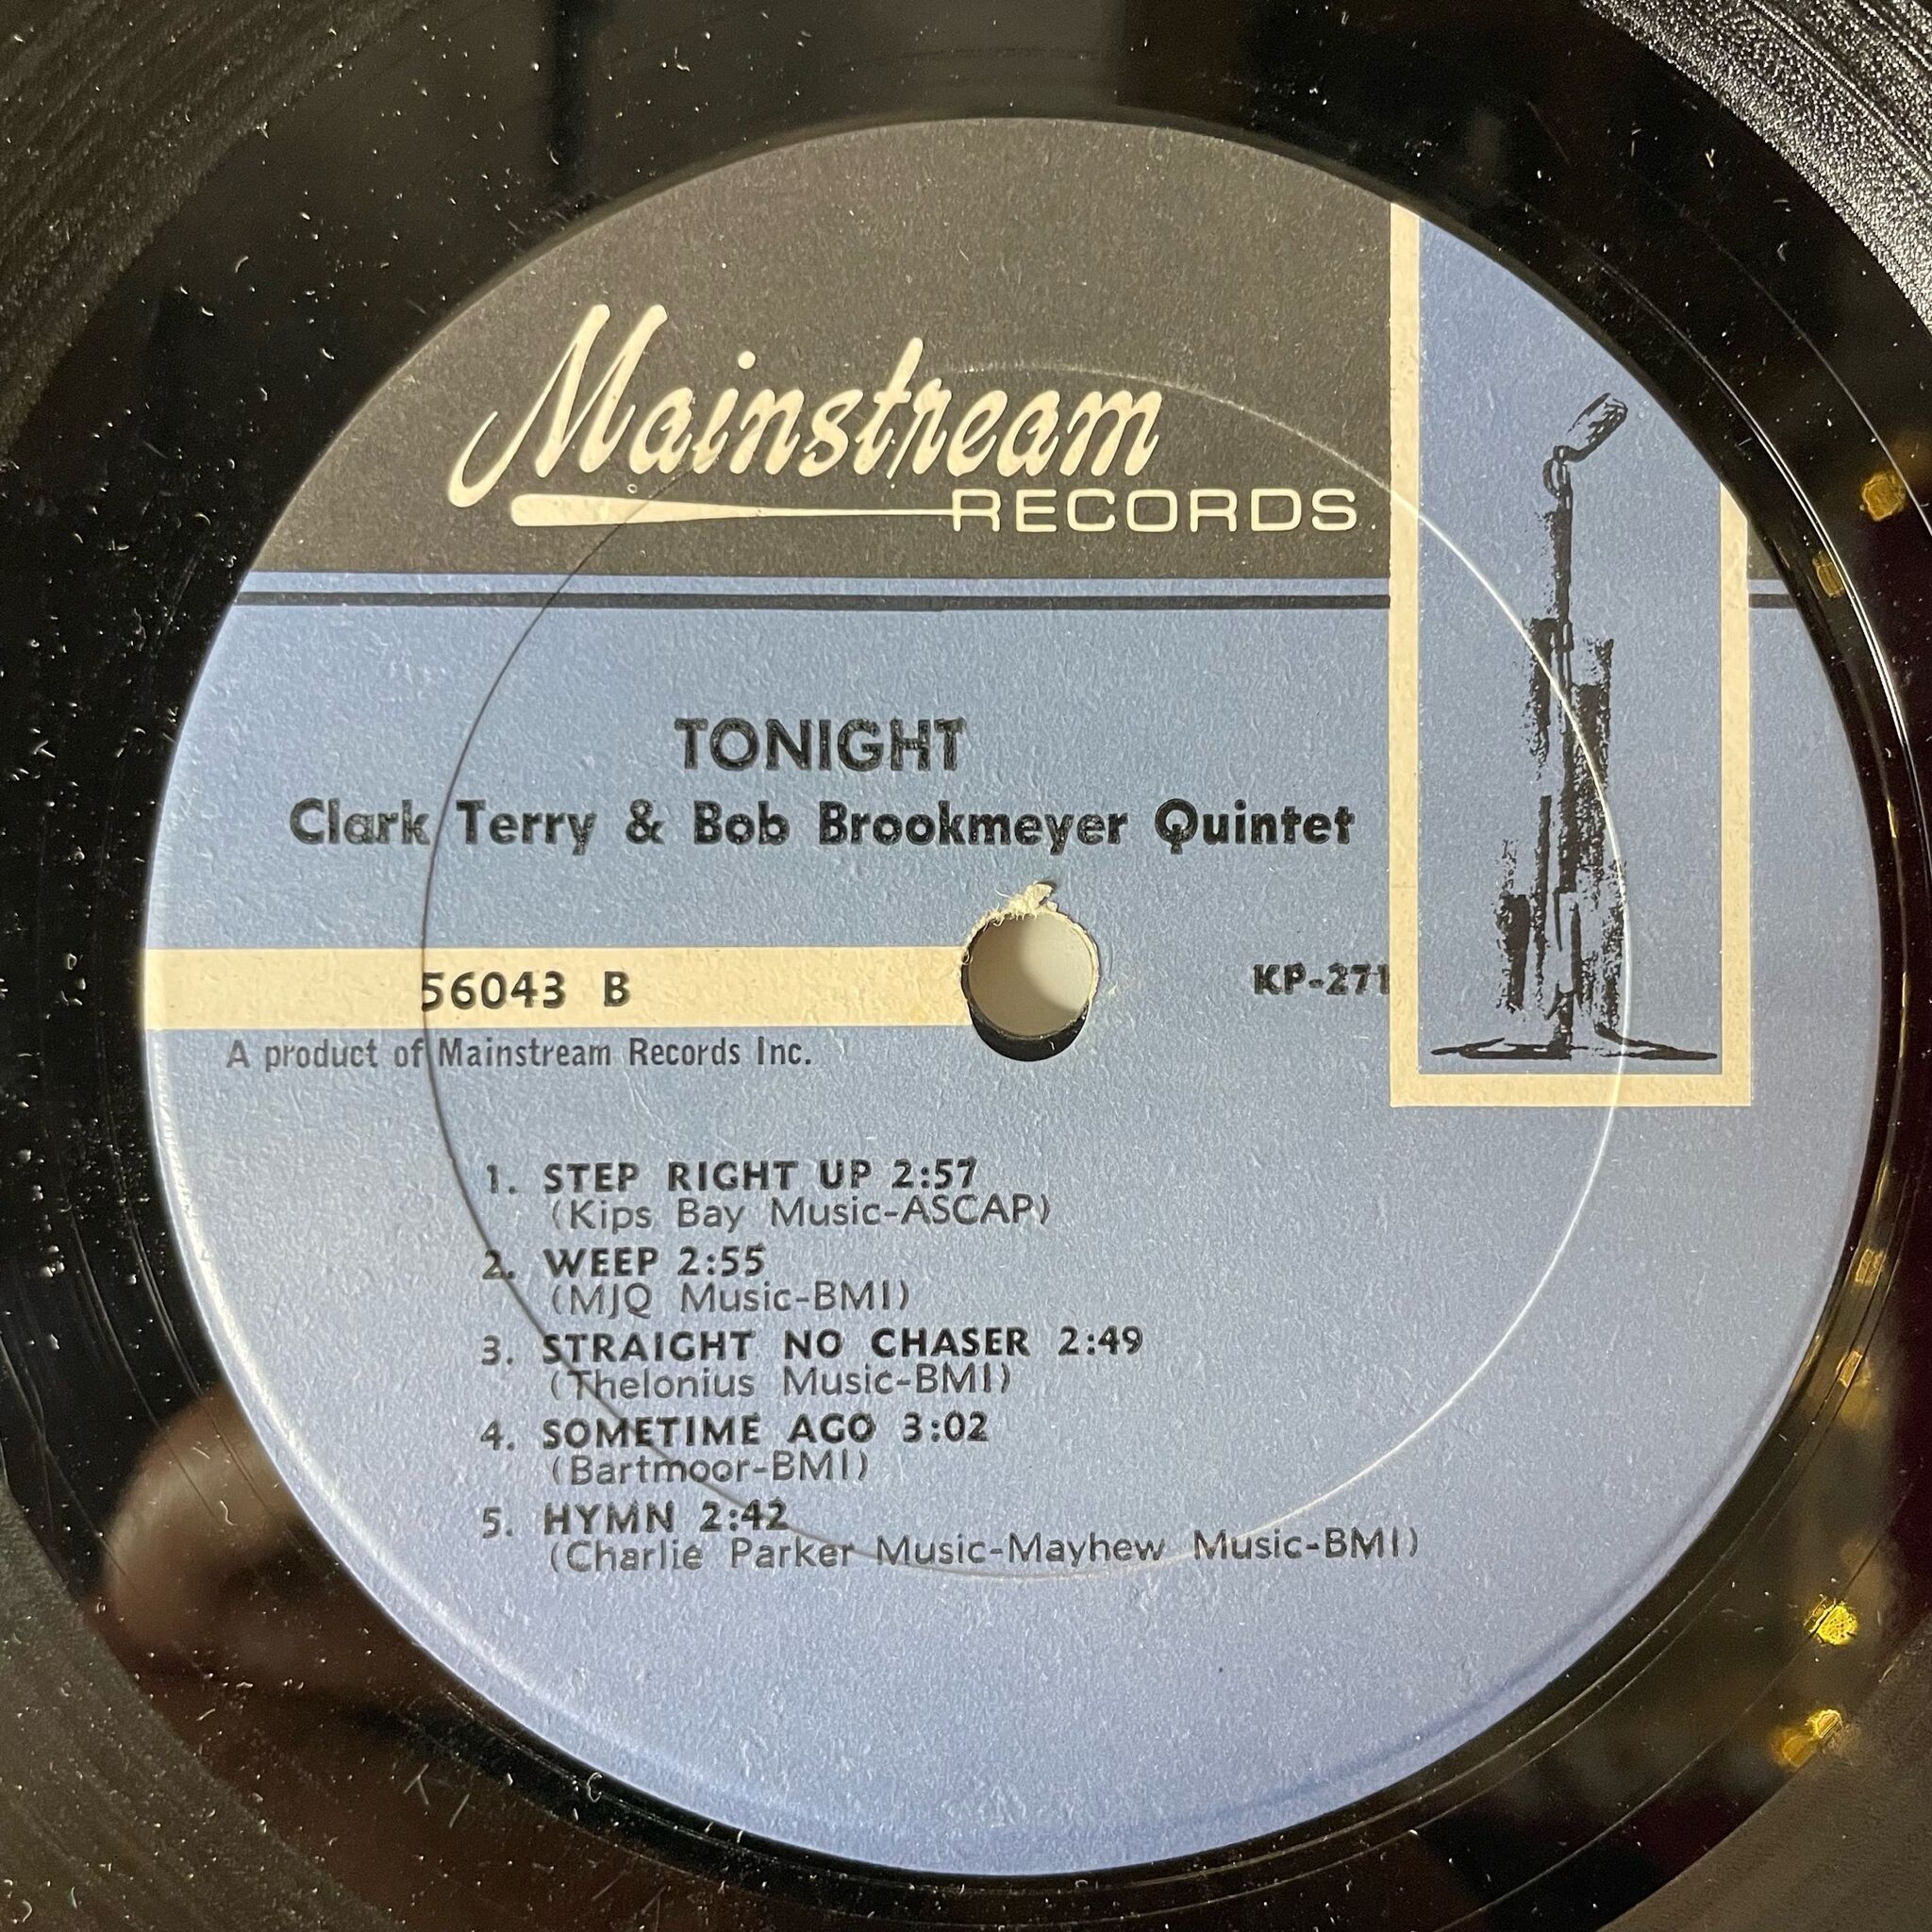 Mainstream
RECORDS
TONIGHT
Clark Terry & Bob Brookmeyer Quintet
56043 B
KP-271
A product of Mainstream Records Inc.
1. STEP RIGHT UP 2:57
(Kips Bay Music-ASCAP)
2. WEEP 2:55
(MJQ Music-BMI)
3. STRAIGHT NO CHASER 2:49
(Thelonius Music-BMI)
4. SOMETIME AGO 3:02
(Bartmoor-BMI)
5. HYMN 2:42
(Charlie Parker Music-Mayhew Music-BMI)